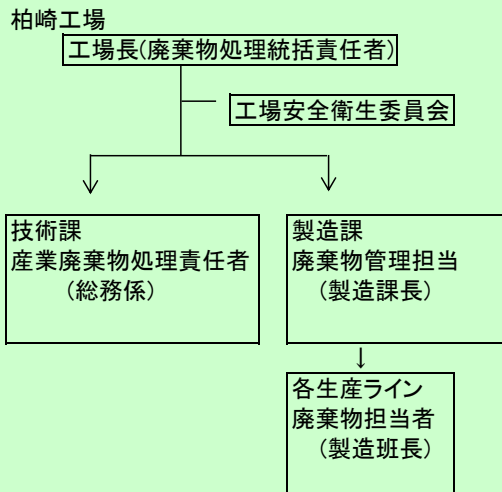 柏崎工場
工場長(廃棄物処理統括責任者)
工場安全衛生委員会
技術課
産業廃棄物処理責任者
(総務係)
製造課
廃棄物管理担当
(製造課長)
↓
各生産ライン
廃棄物担当者
(製造班長)